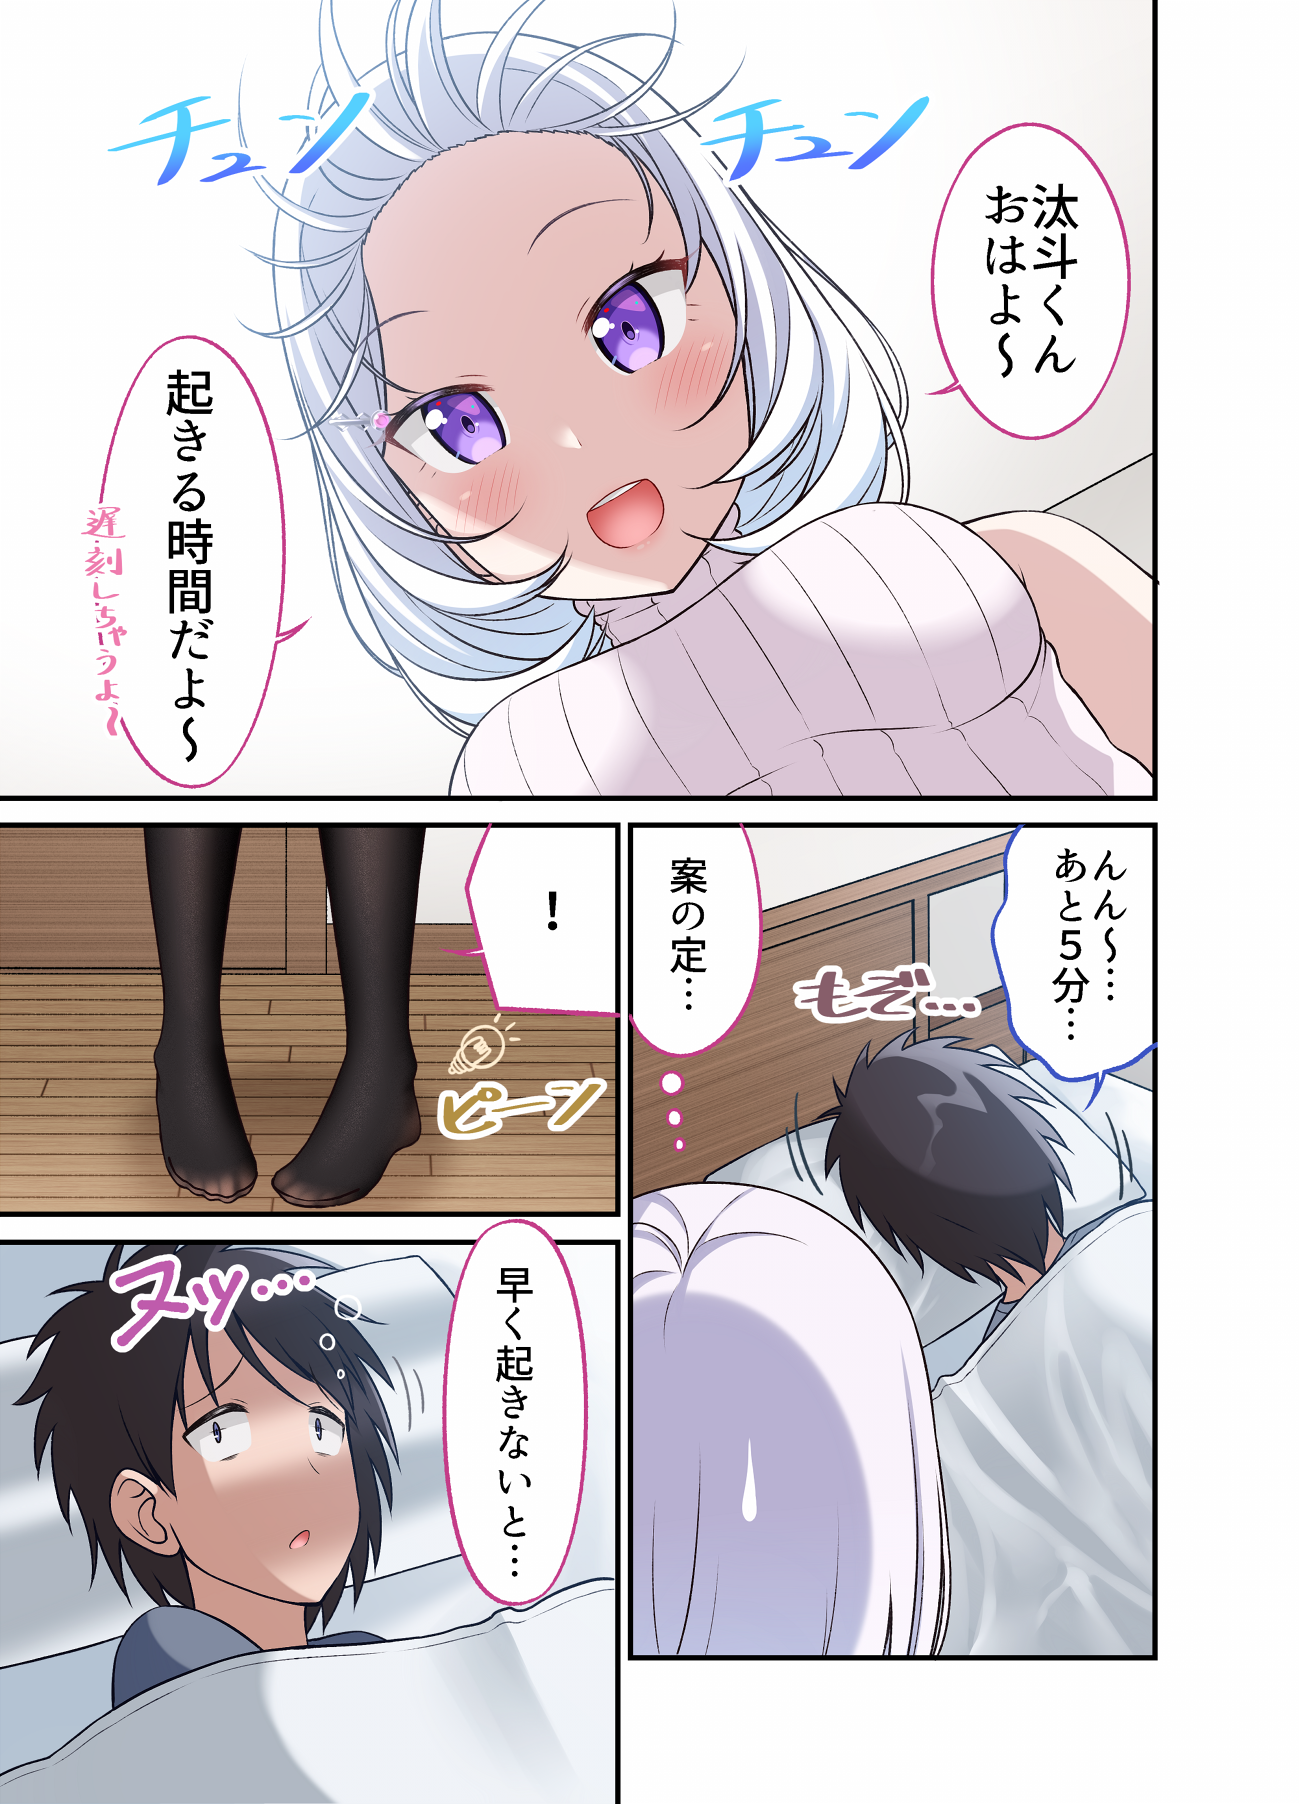 チュン
チュン
汰斗くん
おはよ〜
起きる時間だよ〜
遅刻しちゃうよ〜
んん〜…
あと5分…
もぞ…
案の定…
！
ピーン
早く起きないと…
ヌッ…